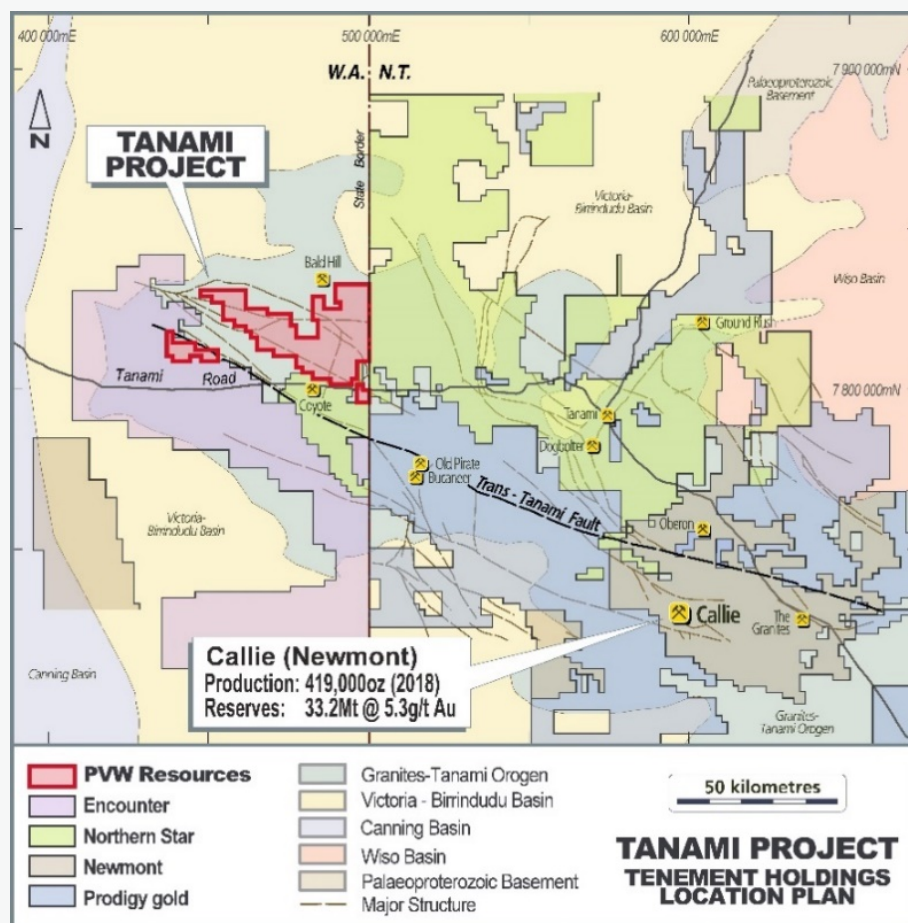 400 000mE
500 000mE
600 000mE
W.A. N.T.
7 900 000mN
Palaeoproterozoic
Basement
N
TANAMI
PROJECT
State Border
Victoria-
Birrindudu Basin
Bald Hill
Wiso Basin
Ground Rush
Tanami Road
7 800 000mN
Coyote
Tanami
Dogbolter
Old Pirate
Bucaneer
Trans-Tanami Fault
Oberon
Victoria-
Birrindudu Basin
Callie
The
Granites
Canning Basin
Callie (Newmont)
Production: 419,000oz (2018)
Reserves: 33.2Mt @ 5.3g/t Au
Granites-
Tanami Orogen
PVW Resources
Encounter
Northern Star
Newmont
Prodigy gold
Granites-Tanami Orogen
Victoria - Birrindudu Basin
Canning Basin
Wiso Basin
Palaeoproterozoic Basement
Major Structure
50 kilometres
TANAMI PROJECT
TENEMENT HOLDINGS
LOCATION PLAN